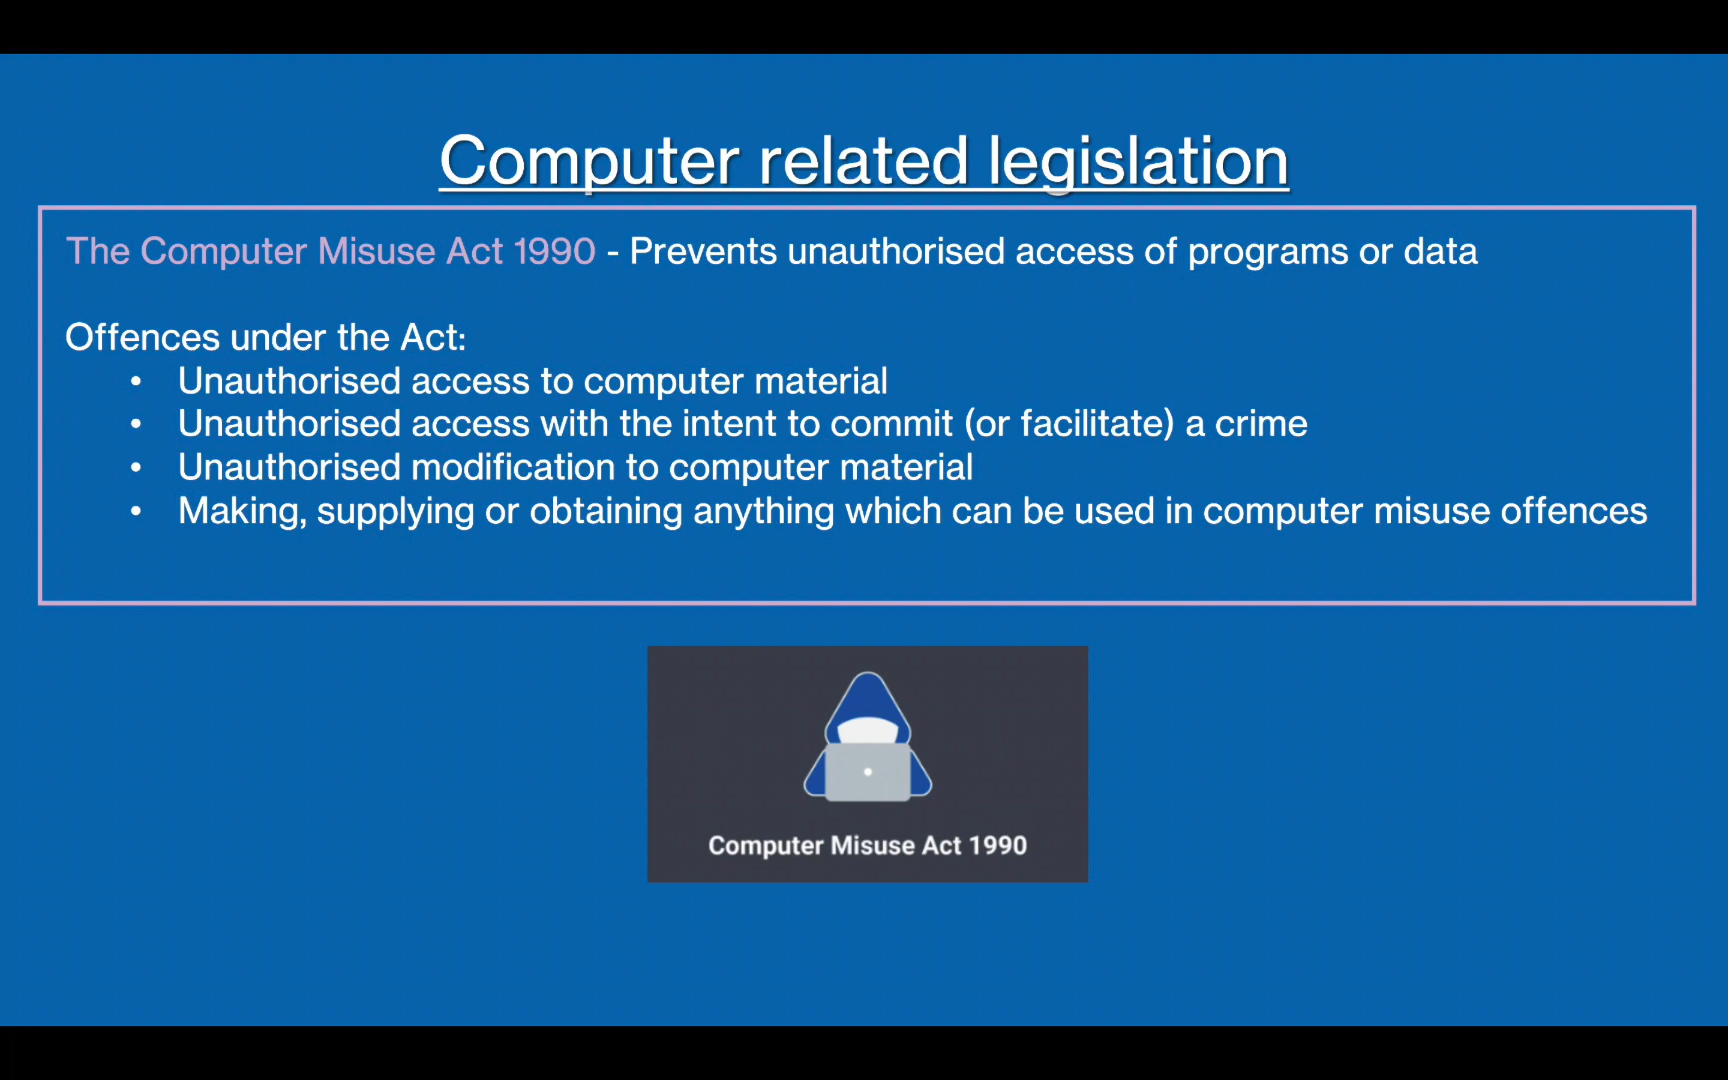 Computer related legislation
The Computer Misuse Act 1990 - Prevents unauthorised access of programs or data
Offences under the Act:
• Unauthorised access to computer material
• Unauthorised access with the intent to commit (or facilitate) a crime
• Unauthorised modification to computer material
• Making, supplying or obtaining anything which can be used in computer misuse offences
Computer Misuse Act 1990